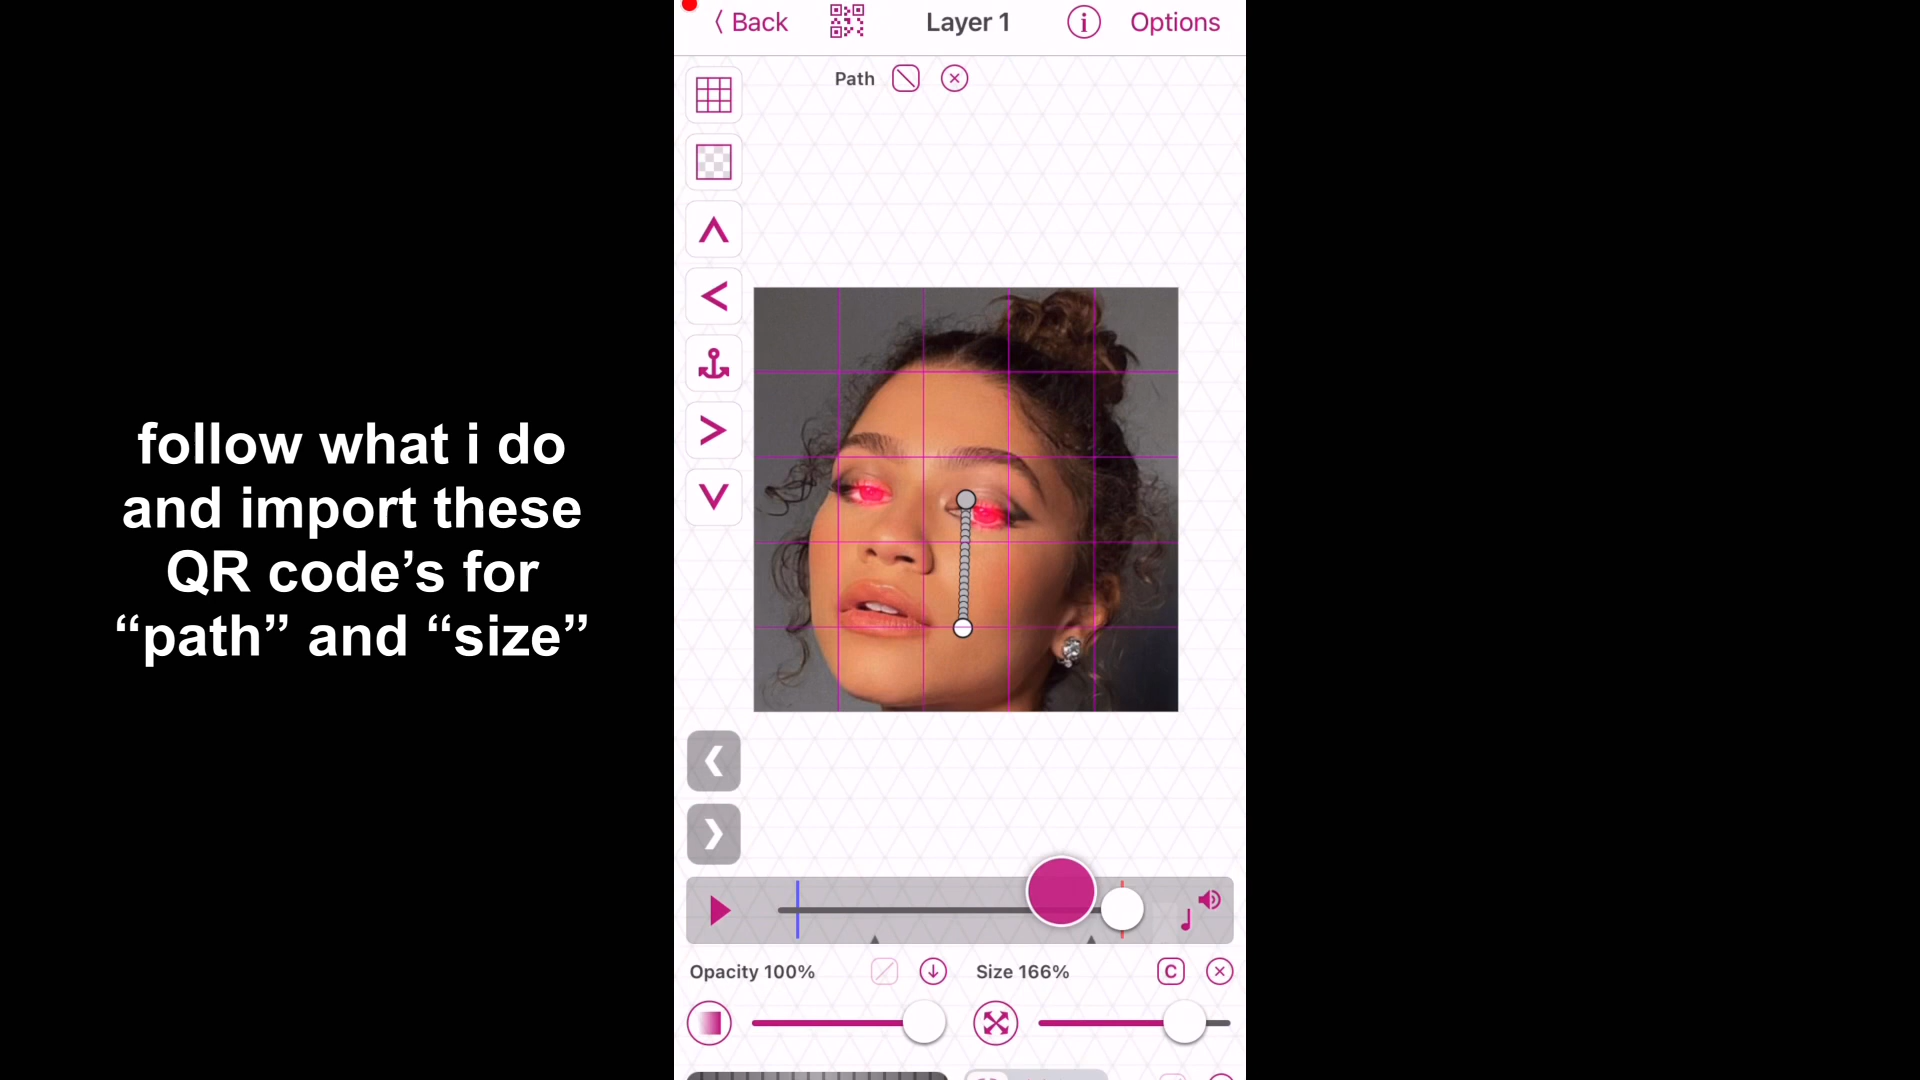 Back
Layer 1
Options
Path
follow what i do
and import these
QR code’s for
“path” and “size”
Opacity 100%
Size 166%
C